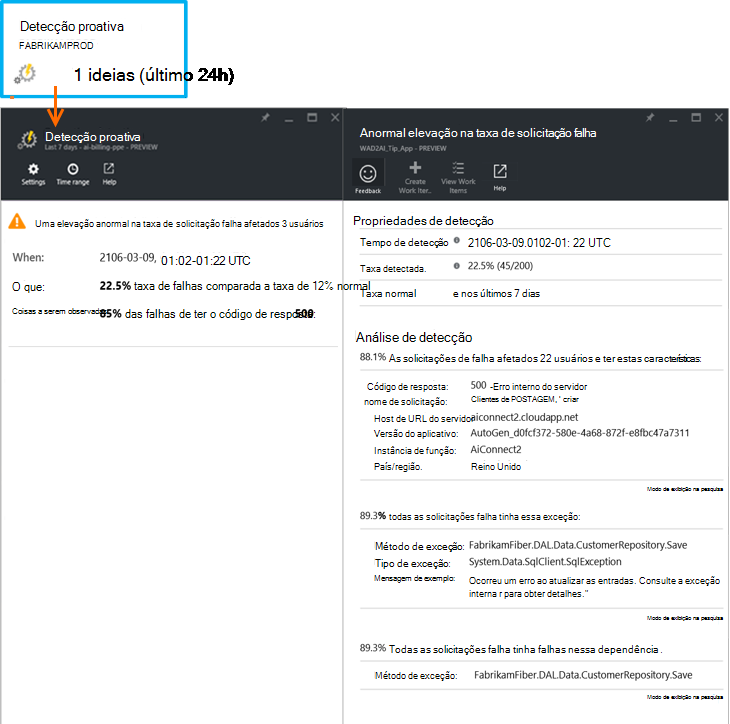 Detecção proativa
FABRIKAMPROD
1 ideias (último 24h)
Detecção proativa
Last 7 days - ai-billing-ppe - PREVIEW
Settings
Time range
Help
Uma elevação anormal na taxa de solicitação falha afetados 3 usuários
When:
2106-03-09, 01:02-01:22 UTC
O que:
22.5% taxa de falhas comparada a taxa de 12% normal
Coisas a serem observadas
85% das falhas de ter o código de resposta: 500
Anormal elevação na taxa de solicitação falha
WAD2AI_Tip_App - PREVIEW
Feedback
Create Work Iter..
View Work Items
Help
Propriedades de detecção
Tempo de detecção
2106-03-09.0102-01: 22 UTC
Taxa detectada.
22.5% (45/200)
Taxa normal
e nos últimos 7 dias
Análise de detecção
88.1% As solicitações de falha afetados 22 usuários e ter estas características:
Código de resposta:
500 -Erro interno do servidor
nome de solicitação:
Clientes de POSTAGEM, ' criar
Host de URL do servidor
aiconnect2.cloudapp.net
Versão do aplicativo:
AutoGen_d0fcf372-580e-4a68-872f-e8fbc47a7311
Instância de função:
AiConnect2
País/região.
Reino Unido
Modo de exibição na pesquisa
89.3% todas as solicitações falha tinha essa exceção:
Método de exceção:
FabrikamFiber.DAL.Data.CustomerRepository.Save
Tipo de exceção:
System.Data.SqlClient.SqlException
Mensagem de exemplo:
Ocorreu um erro ao atualizar as entradas. Consulte a exceção
interna r para obter detalhes."
Modo de exibição na pesquisa
89.3% Todas as solicitações falha tinha falhas nessa dependência.
Método de exceção:
FabrikamFiber.DAL.Data.CustomerRepository.Save
Modo de exibição na pesquisa